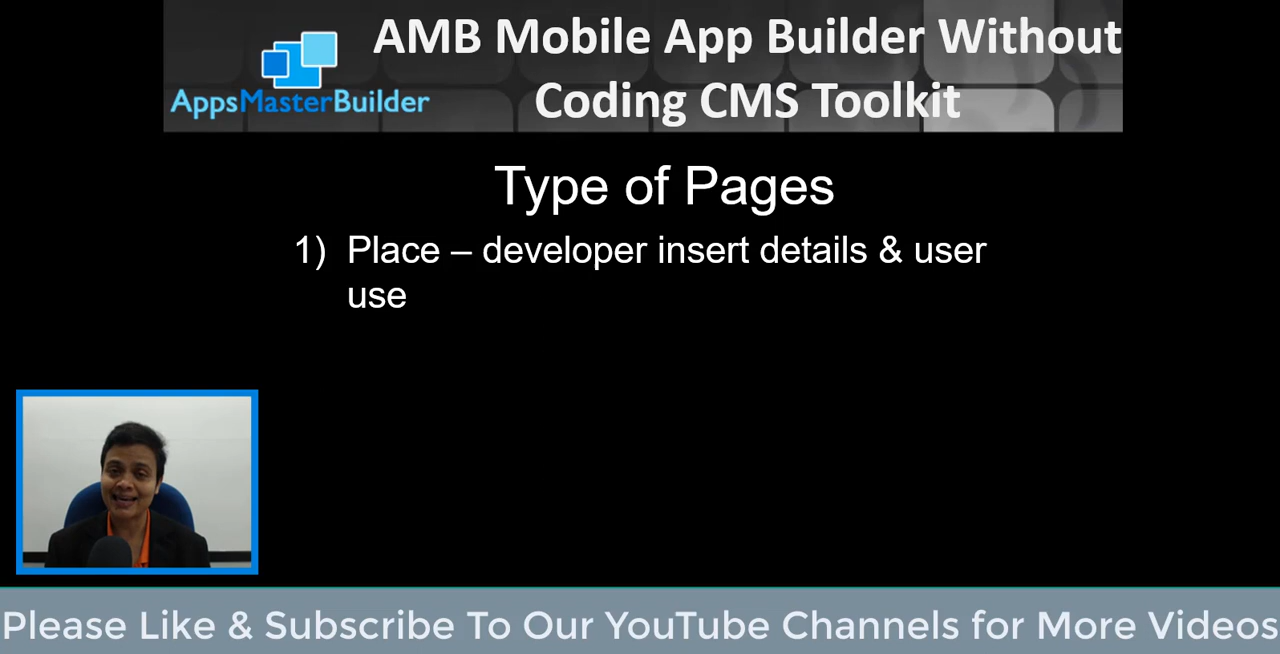 AppsMasterBuilder
AMB Mobile App Builder Without
Coding CMS Toolkit
Type of Pages
1) Place – developer insert details & user
use
Please Like & Subscribe To Our YouTube Channels for More Videos